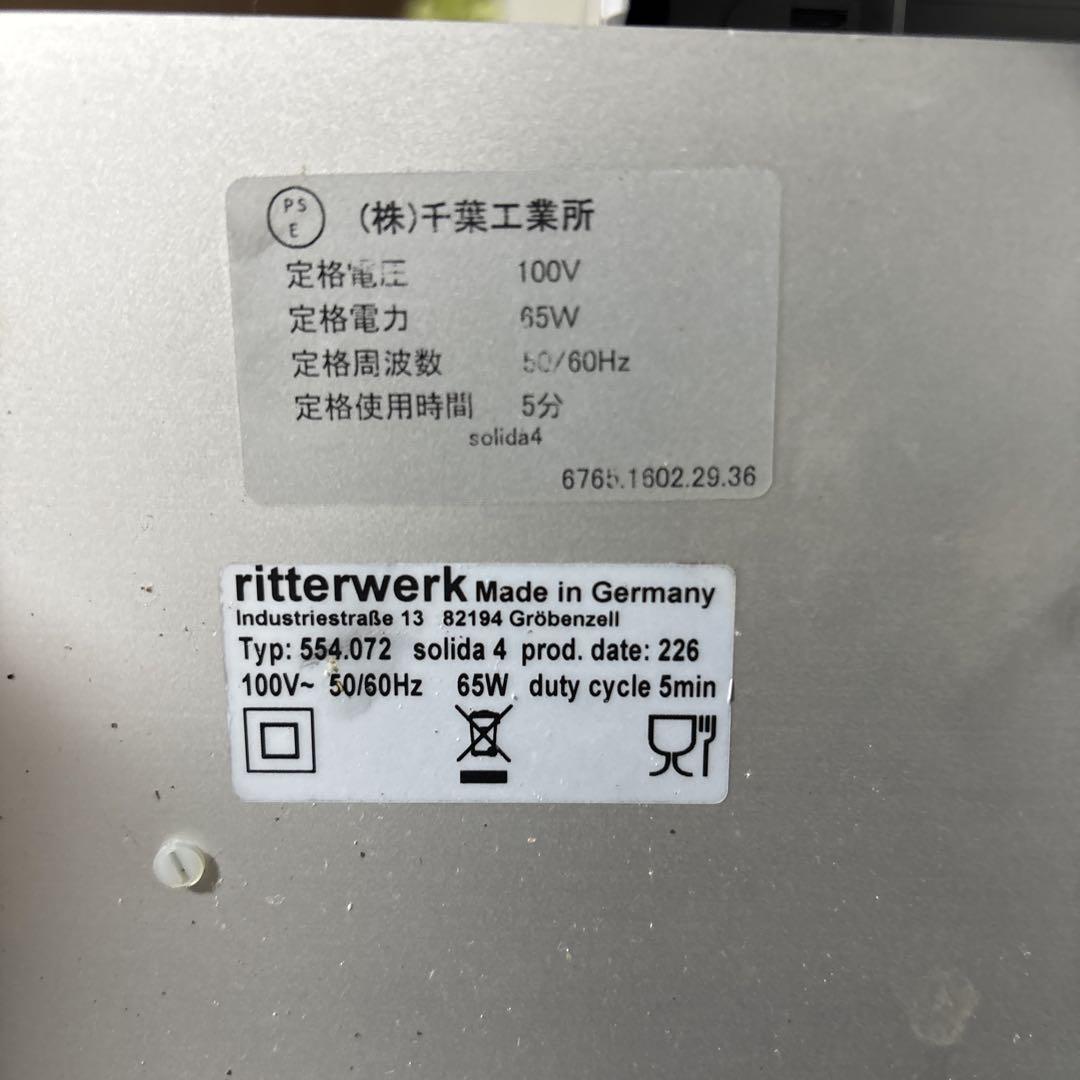 PS
E
(株)千葉工業所
定格電圧 100V
定格電力 65W
定格周波数 50/60Hz
定格使用時間 5分
solida4
6765.1602.29.36
ritterwerk Made in Germany
Industriestraße 13 82194 Gröbenzell
Typ: 554.072 solida 4 prod. date: 226
100V~ 50/60Hz 65W duty cycle 5min